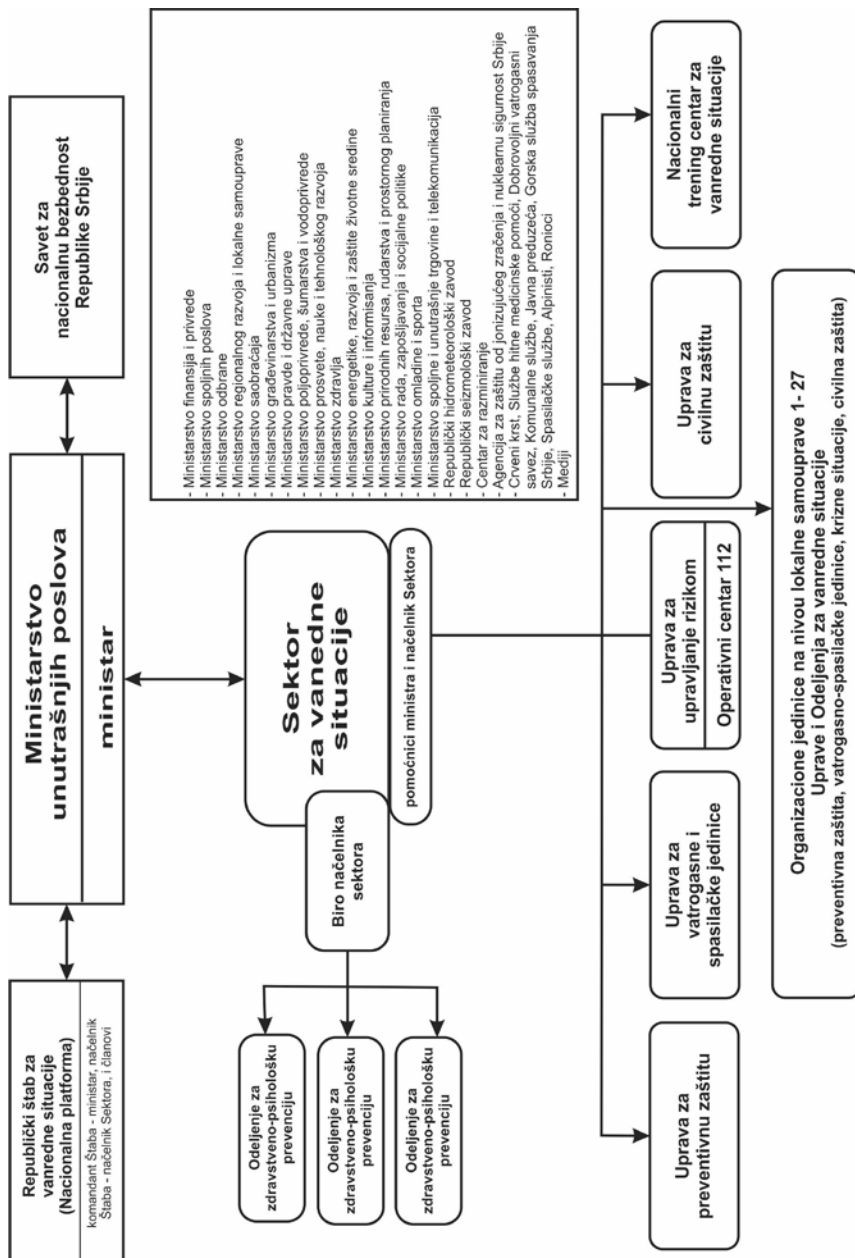 Republički štab za
vanredne situacije
(Nacionalna platforma)
komandant Štaba - ministar, načelnik
Štaba - načelnik Sektora, i članovi
Ministarstvo
unutrašnjih poslova
ministar
Savet za
nacionalnu bezbednost
Republike Srbije
Odeljenje za
zdravstveno-psihološku
prevenciju
Odeljenje za
zdravstveno-psihološku
prevenciju
Odeljenje za
zdravstveno-psihološku
prevenciju
Biro načelnika
sektora
Sektor
za vanedne
situacije
pomoćnici ministra i načelnik Sektora
- Ministarstvo finansija i privrede
- Ministarstvo spoljnih poslova
- Ministarstvo odbrane
- Ministarstvo regionalnog razvoja i lokalne samouprave
- Ministarstvo saobraćaja
- Ministarstvo građevinarstva i urbanizma
- Ministarstvo pravde i državne uprave
- Ministarstvo poljoprivrede, šumarstva i vodoprivrede
- Ministarstvo prosvete, nauke i tehnološkog razvoja
- Ministarstvo zdravlja
- Ministarstvo energetike, razvoja i zaštite životne sredine
- Ministarstvo kulture i informisanja
- Ministarstvo prirodnih resursa, rudarstva i prostornog planiranja
- Ministarstvo rada, zapošljavanja i socijalne politike
- Ministarstvo omladine i sporta
- Ministarstvo spoljne i unutrašnje trgovine i telekomunikacija
- Republički hidrometeorološki zavod
- Republički seizmološki zavod
- Centar za razminiranje
- Agencija za zaštitu od jonizujućeg zračenja i nuklearnu sigurnost Srbije
- Crveni krst, Službe hitne medicinske pomoći, Dobrovoljni vatrogasni
savez, Komunalne službe, Javna preduzeća, Gorska služba spasavanja
Srbije, Spasilačke službe, Alpinisti, Ronioci
- Mediji
Uprava za
preventivnu zaštitu
Uprava za
vatrogasne i
spasilačke jedinice
Uprava za
upravljanje rizikom
Operativni centar 112
Uprava za
civilnu zaštitu
Nacionalni
trening centar za
vanredne situacije
Organizacione jedinice na nivou lokalne samouprave 1- 27
Uprave i Odeljenja za vanredne situacije
(preventivna zaštita, vatrogasno-spasilačke jedinice, krizne situacije, civilna zaštita)